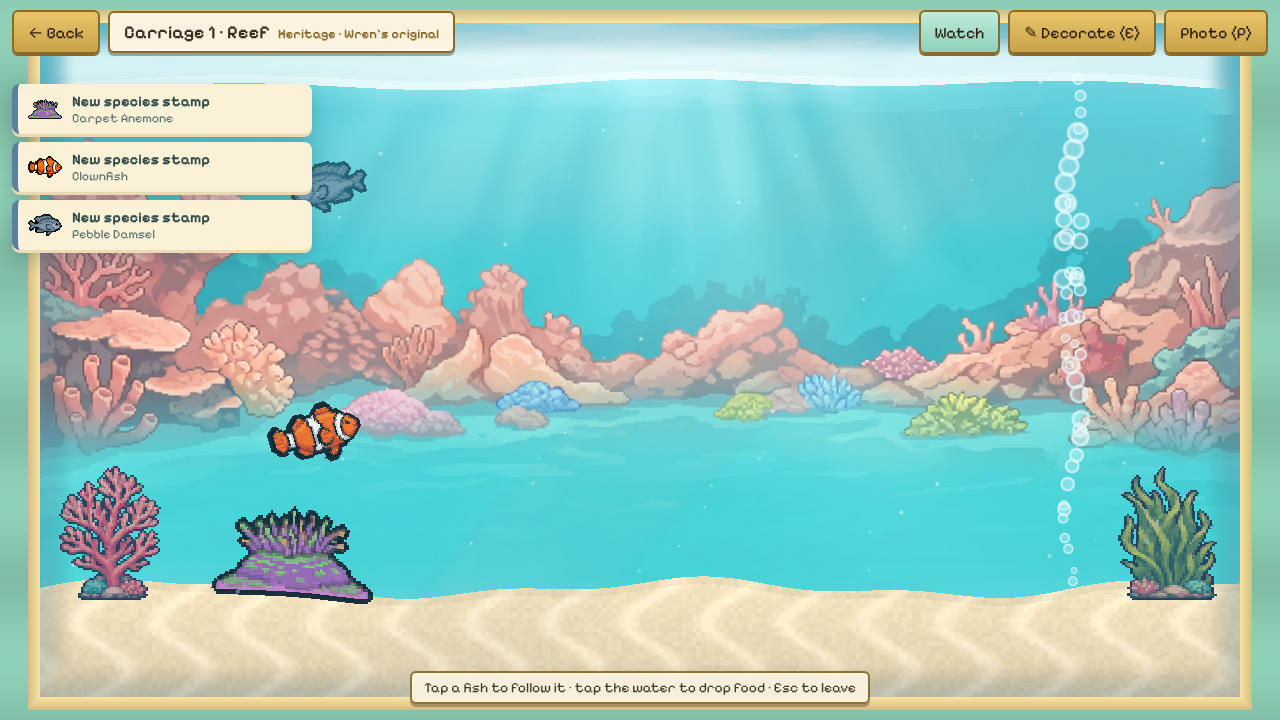 ← Back
Carriage 1 · Reef Heritage · Wren's original
Watch
✎ Decorate (E)
Photo (P)
New species stamp
Carpet Anemone
New species stamp
Clownfish
New species stamp
Pebble Damsel
Tap a fish to follow it · tap the water to drop food · Esc to leave